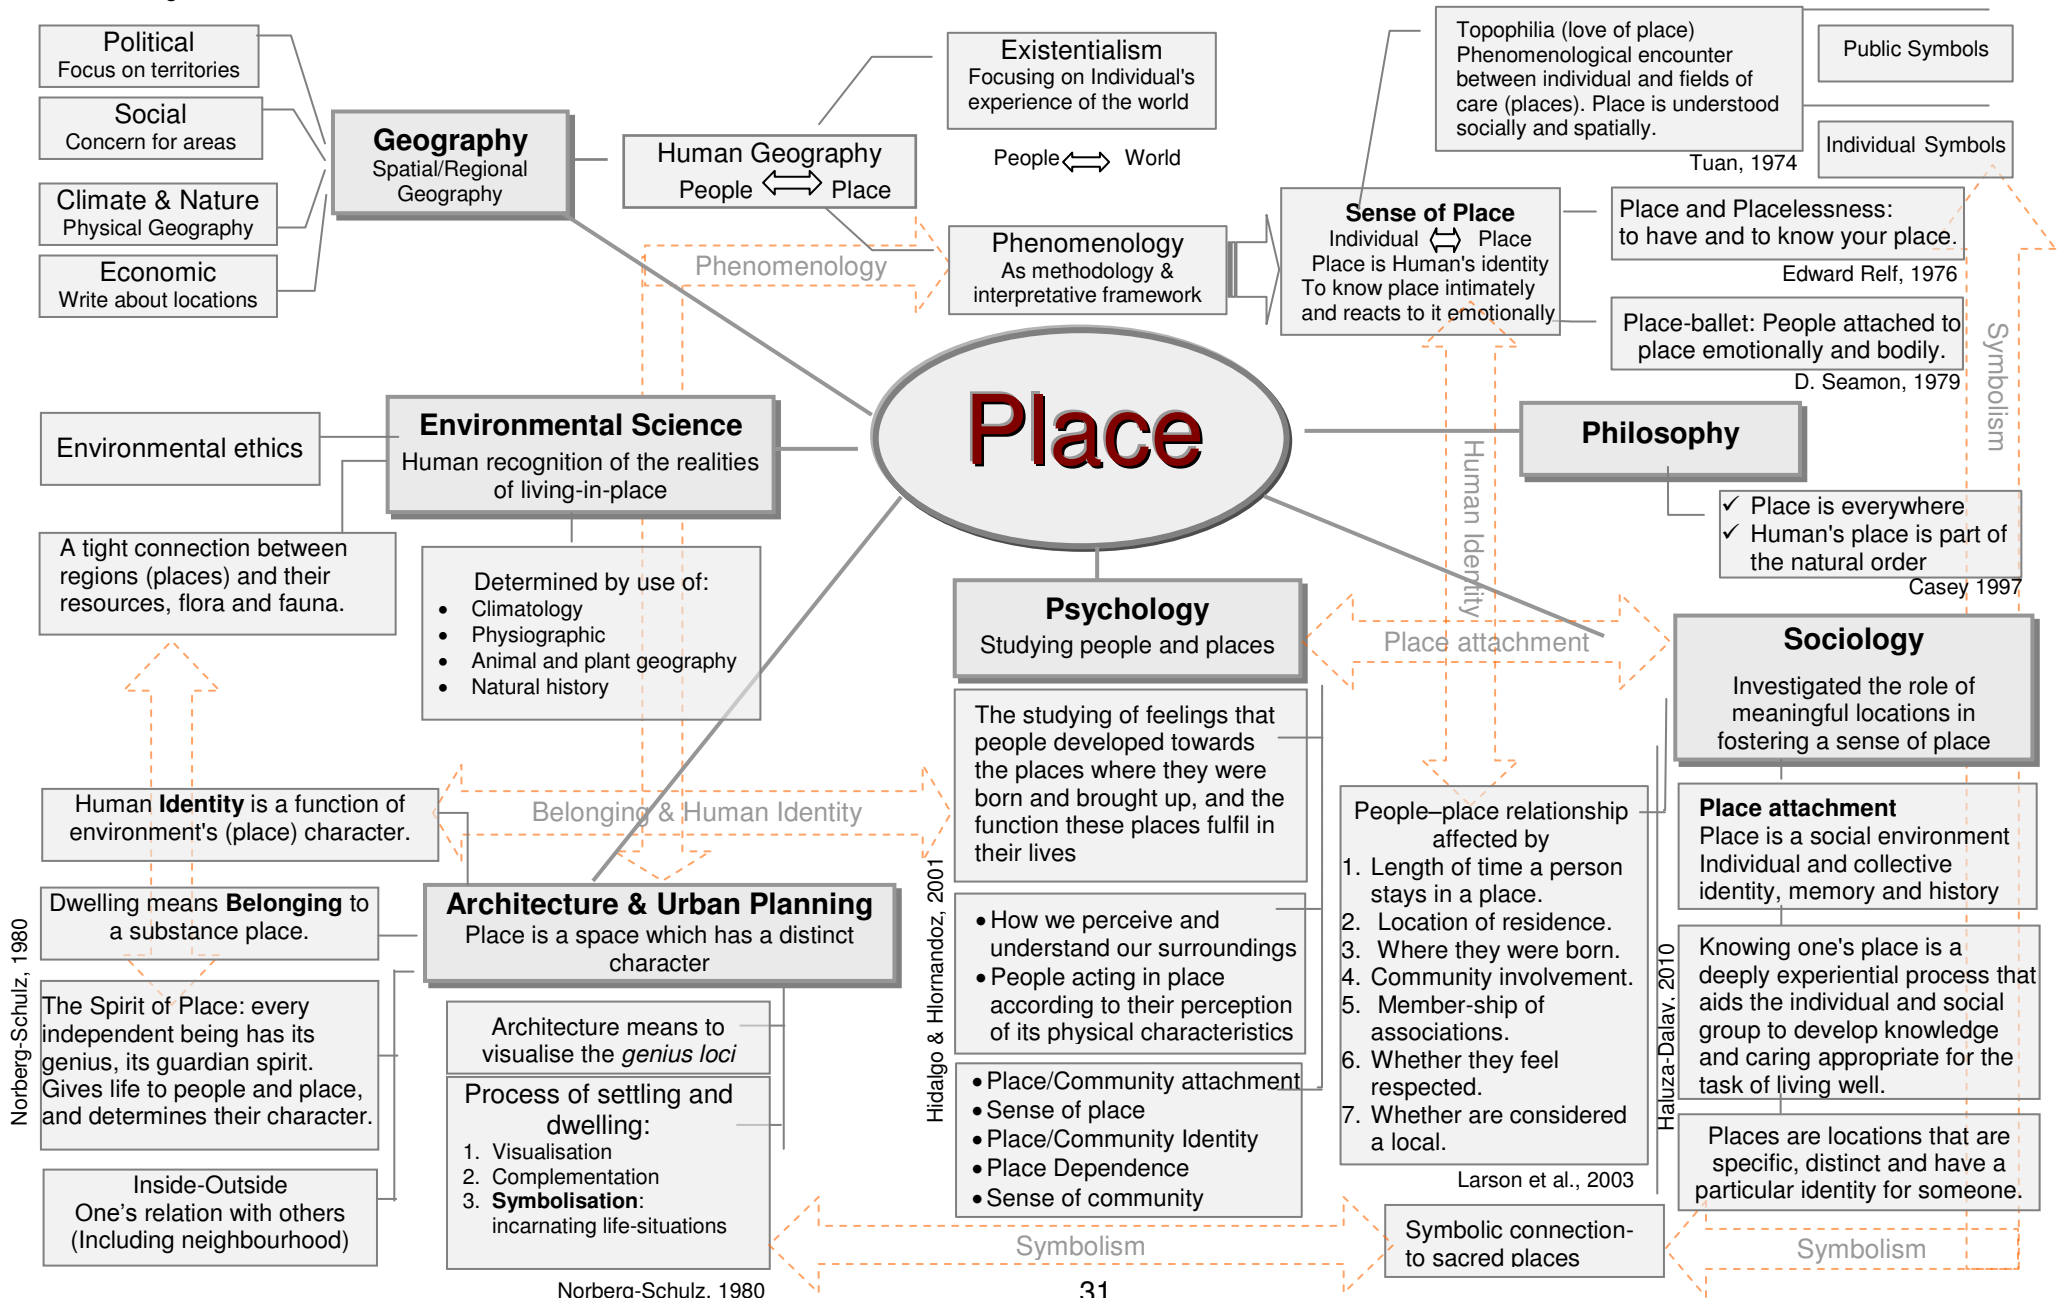 Political
Focus on territories
Social
Concern for areas
Climate & Nature
Physical Geography
Economic
Write about locations
Geography
Spatial/Regional
Geography
Human Geography
People Place
Existentialism
Focusing on Individual's
experience of the world
People World
Phenomenology
Phenomenology
As methodology &
interpretative framework
Sense of Place
Individual Place
Place is Human's identity
To know place intimately
and reacts to it emotionally
Topophilia (love of place)
Phenomenological encounter
between individual and fields of
care (places). Place is understood
socially and spatially.
Tuan, 1974
Public Symbols
Individual Symbols
Place and Placelessness:
to have and to know your place.
Edward Relf, 1976
Place-ballet: People attached to
place emotionally and bodily.
D. Seamon, 1979
Symbolism
Place
Environmental ethics
Environmental Science
Human recognition of the realities
of living-in-place
A tight connection between
regions (places) and their
resources, flora and fauna.
Determined by use of:
• Climatology
• Physiographic
• Animal and plant geography
• Natural history
Philosophy
✓ Place is everywhere
✓ Human's place is part of
the natural order
Casey 1997
Human Identity
Psychology
Studying people and places
Place attachment
Sociology
Investigated the role of
meaningful locations in
fostering a sense of place
The studying of feelings that
people developed towards
the places where they were
born and brought up, and the
function these places fulfil in
their lives
• How we perceive and
understand our surroundings
• People acting in place
according to their perception
of its physical characteristics
• Place/Community attachment
• Sense of place
• Place/Community Identity
• Place Dependence
• Sense of community
Hidalgo & Hlornandoz, 2001
People–place relationship
affected by
1. Length of time a person
stays in a place.
2. Location of residence.
3. Where they were born.
4. Community involvement.
5. Member-ship of
associations.
6. Whether they feel
respected.
7. Whether are considered
a local.
Larson et al., 2003
Haluza-Dalay, 2010
Place attachment
Place is a social environment
Individual and collective
identity, memory and history
Knowing one's place is a
deeply experiential process that
aids the individual and social
group to develop knowledge
and caring appropriate for the
task of living well.
Places are locations that are
specific, distinct and have a
particular identity for someone.
Human Identity is a function of
environment's (place) character.
Belonging & Human Identity
Dwelling means Belonging to
a substance place.
Architecture & Urban Planning
Place is a space which has a distinct
character
Norberg-Schulz, 1980
The Spirit of Place: every
independent being has its
genius, its guardian spirit.
Gives life to people and place,
and determines their character.
Inside-Outside
One’s relation with others
(Including neighbourhood)
Architecture means to
visualise the genius loci
Process of settling and
dwelling:
1. Visualisation
2. Complementation
3. Symbolisation:
incarnating life-situations
Norberg-Schulz, 1980
Symbolism
Symbolic connection-
to sacred places
Symbolism
31